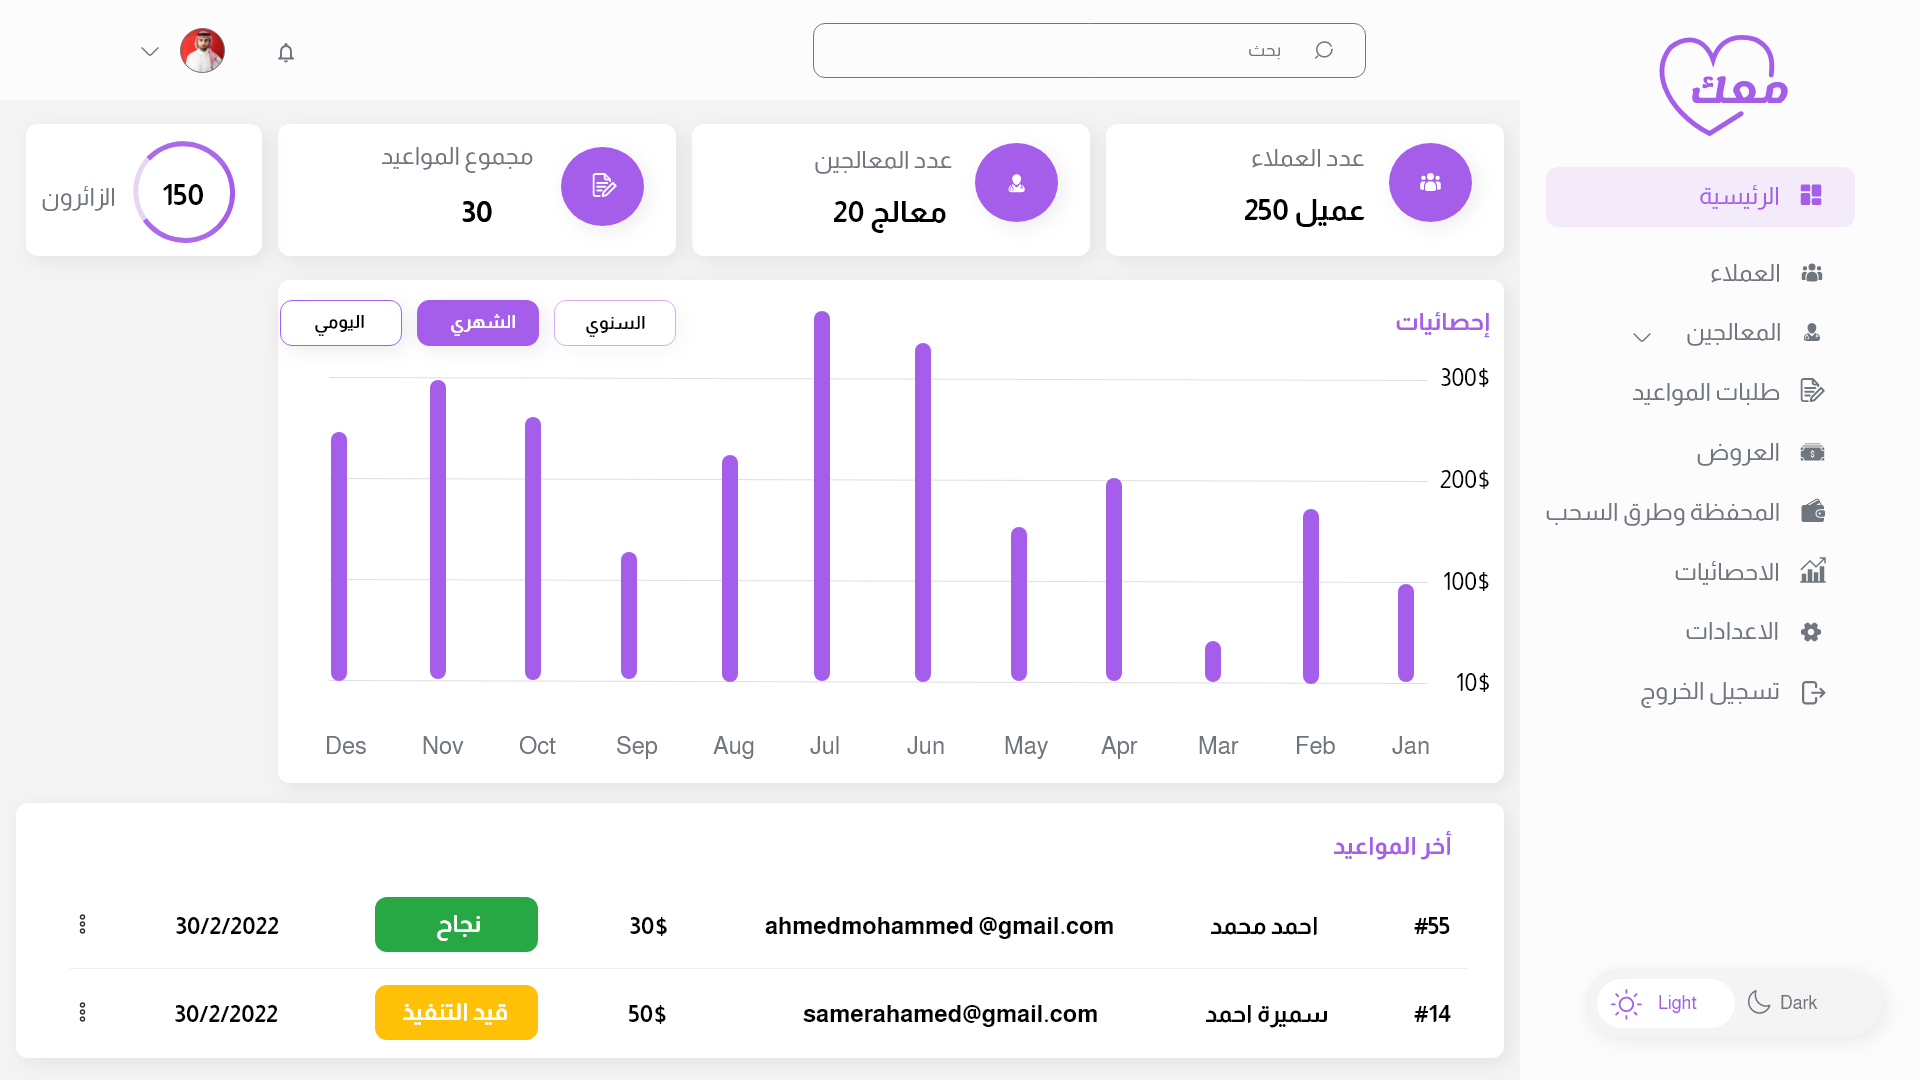 معك
بحث
الرئيسية
العملاء
المعالجين
طلبات المواعيد
العروض
المحفظة وطرق السحب
الاحصائيات
الاعدادات
تسجيل الخروج
Light
Dark
عدد العملاء
250 عميل
عدد المعالجين
20 معالج
مجموع المواعيد
30
150
الزائرون
إحصائيات
السنوي
الشهري
اليومي
300$
200$
100$
10$
Des Nov Oct Sep Aug Jul Jun May Apr Mar Feb Jan
أخر المواعيد
#55 احمد محمد ahmedmohammed @gmail.com 30$ نجاح 30/2/2022
#14 سميرة احمد samerahamed@gmail.com 50$ قيد التنفيذ 30/2/2022